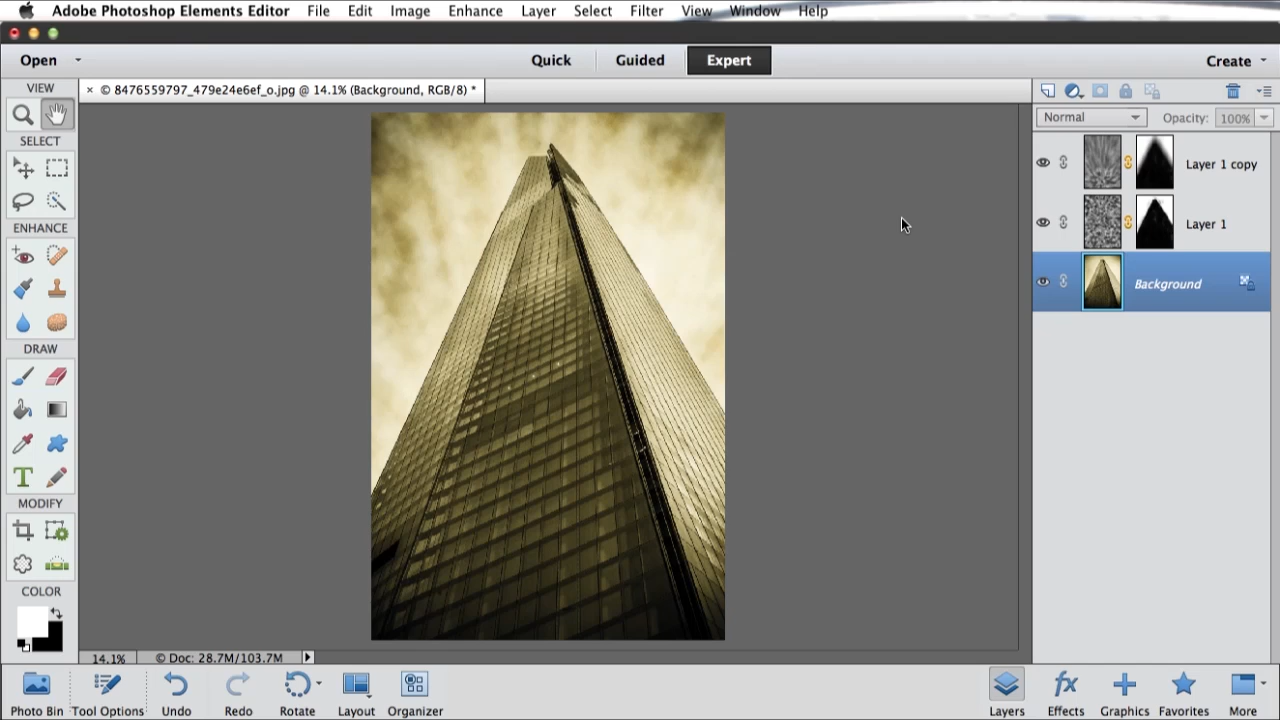 Adobe Photoshop Elements Editor File Edit Image Enhance Layer Select Filter View Window Help
Open Quick Guided Expert Create
VIEW
× © 8476559797_479e24e6ef_o.jpg @ 14.1% (Background, RGB/8) *
Normal Opacity: 100%
SELECT
Layer 1 copy
ENHANCE
Layer 1
Background
DRAW
T
MODIFY
COLOR
14.1% © Doc: 28.7M/103.7M
Photo Bin Tool Options Undo Redo Rotate Layout Organizer
fx
Layers Effects Graphics Favorites More